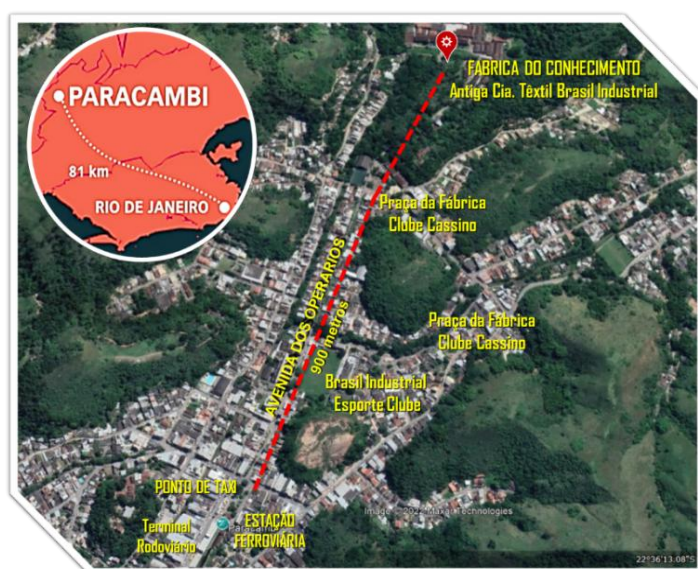 PARACAMBI
81 km
RIO DE JANEIRO
FÁBRICA DO CONHECIMENTO
Antiga Cia. Têxtil Brasil Industrial
Praça da Fábrica
Clube Cassino
AVENIDA DOS OPERÁRIOS
900 metros
Praça da Fábrica
Clube Cassino
Brasil Industrial
Esporte Clube
PONTO DE TAXI
Terminal
Rodoviário
ESTAÇÃO
FERROVIÁRIA
Paracambi
Image © 2022 Maxar Technologies
22°36'13.08"S